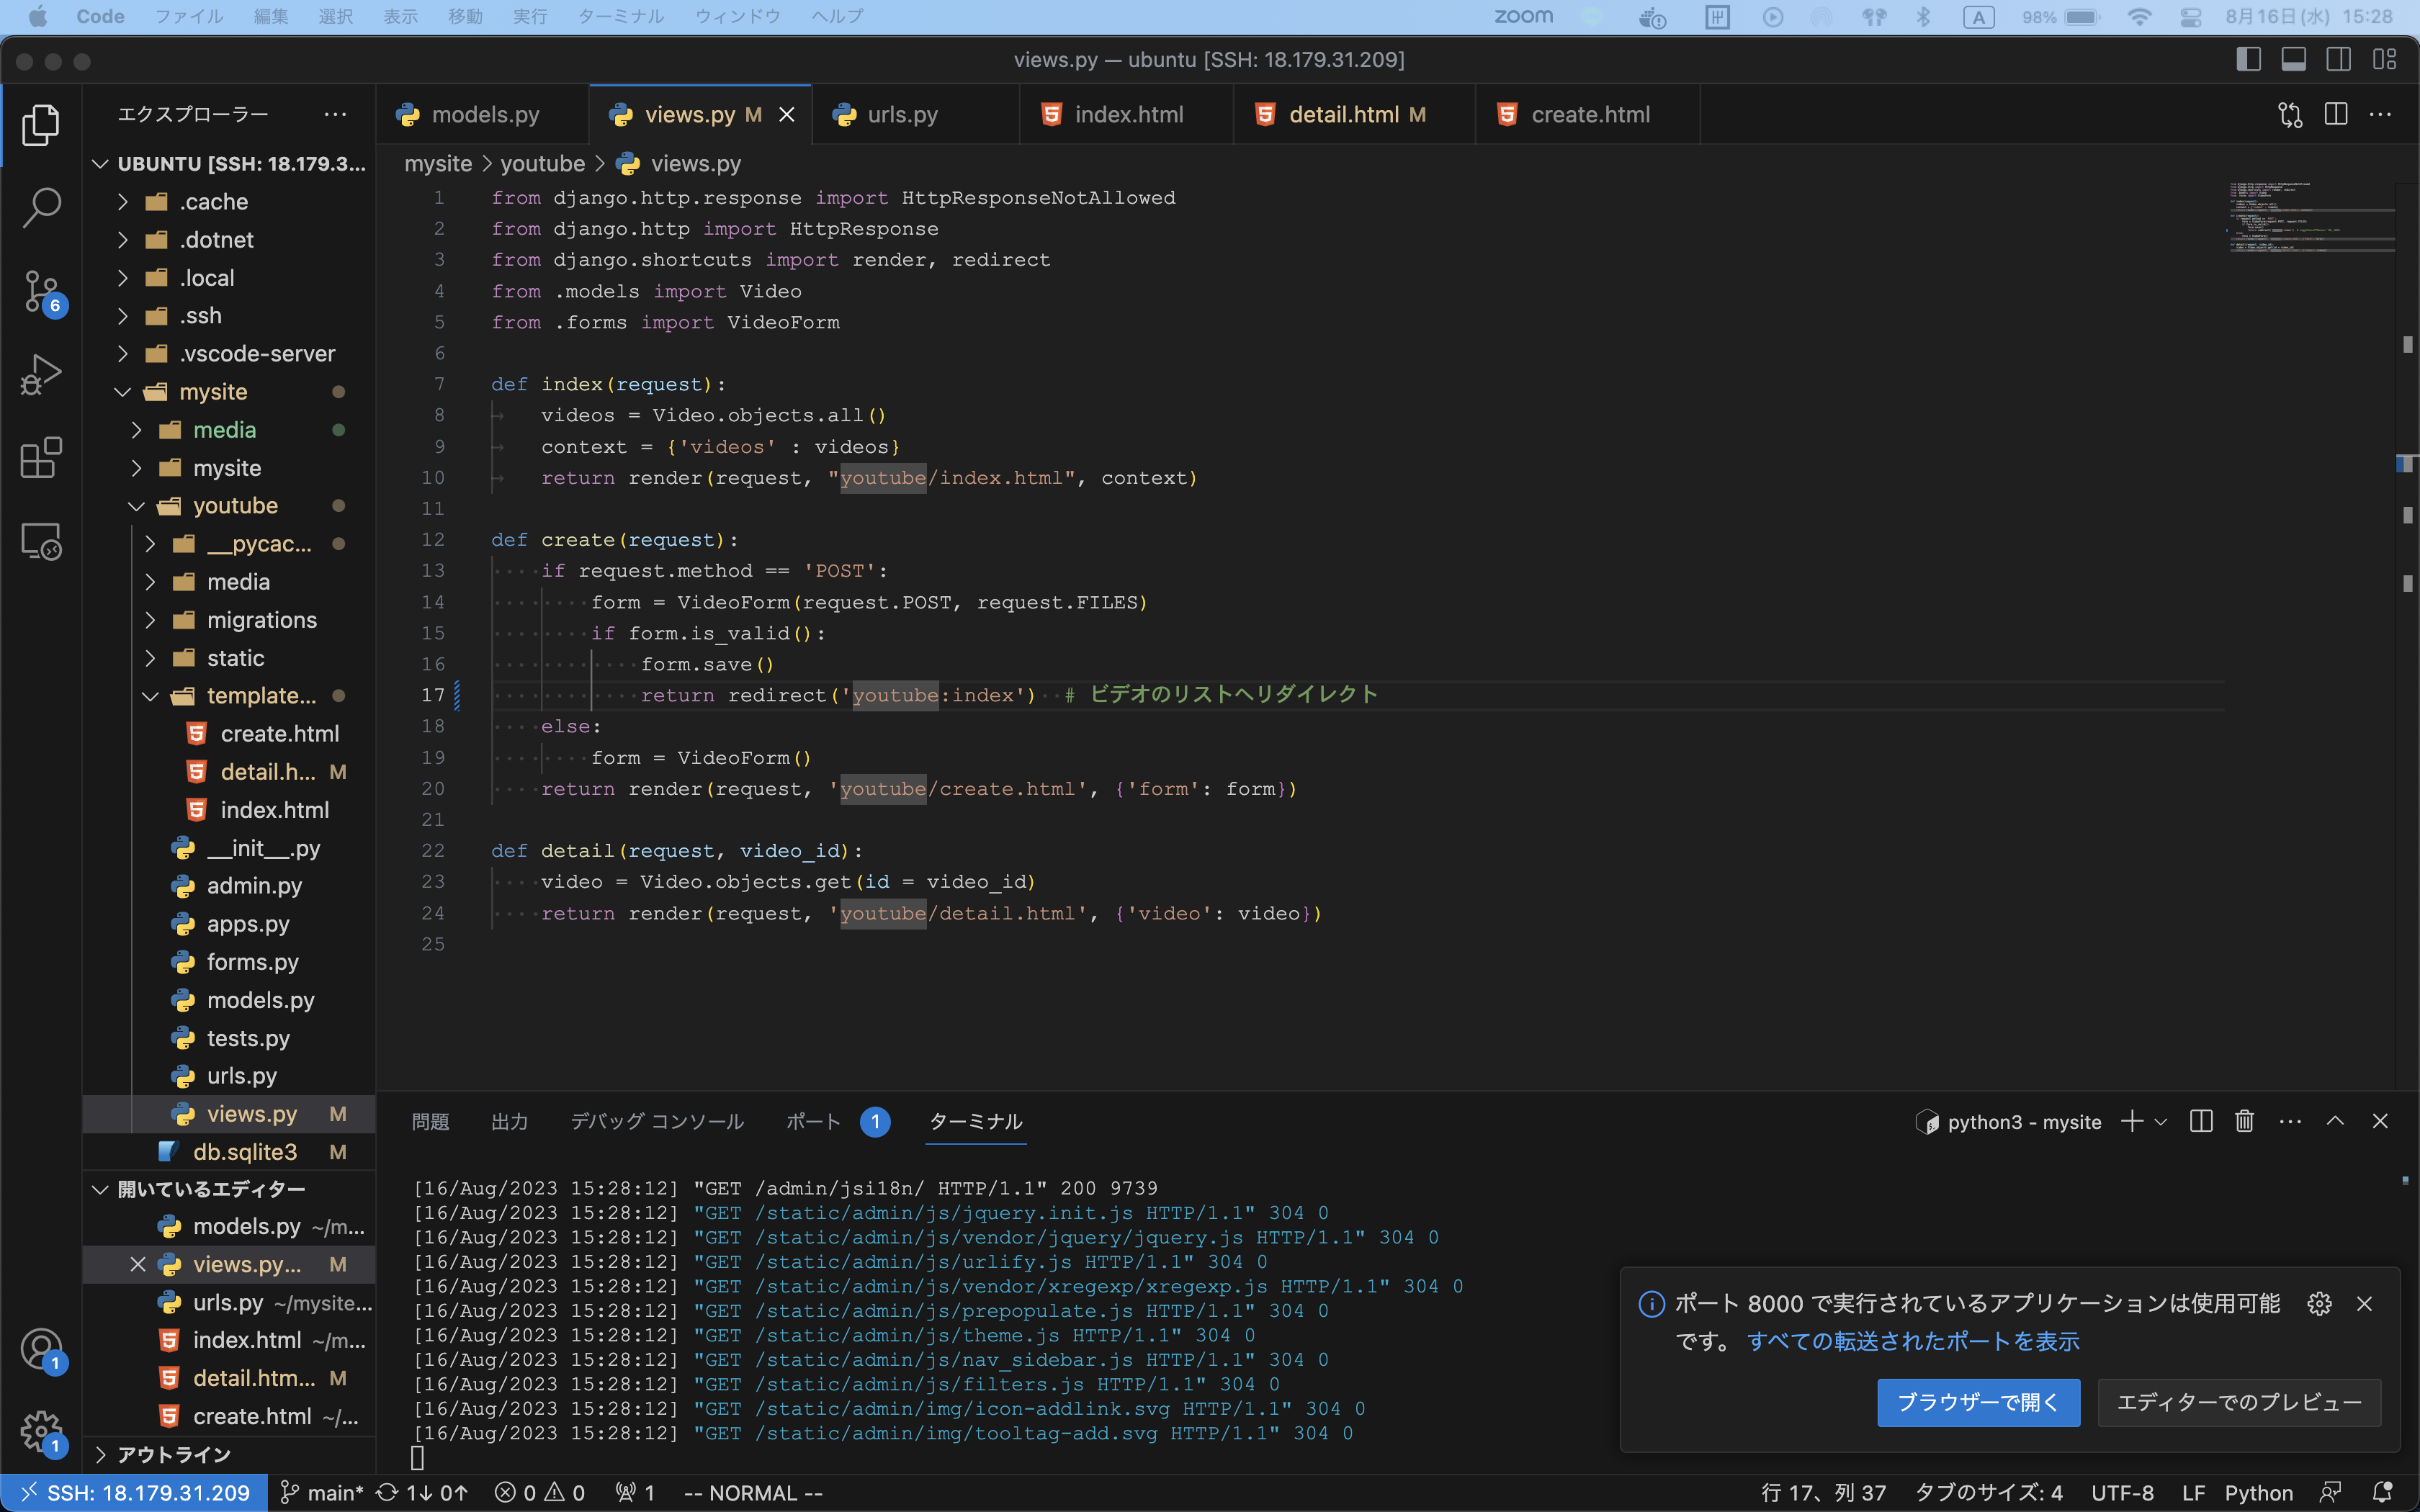 Code ファイル 編集 選択 表示 移動 実行 ターミナル ウィンドウ ヘルプ zoom A 98% 8月16日(水) 15:28
views.py — ubuntu [SSH: 18.179.31.209]
エクスプローラー
models.py views.py M urls.py index.html detail.html M create.html
mysite > youtube > views.py
UBUNTU [SSH: 18.179.3...
.cache
.dotnet
.local
.ssh
.vscode-server
mysite
media
mysite
youtube
__pycac...
media
migrations
static
template...
create.html
detail.h... M
index.html
__init__.py
admin.py
apps.py
forms.py
models.py
tests.py
urls.py
views.py M
db.sqlite3 M
開いているエディター
models.py ~/m...
views.py... M
urls.py ~/mysite...
index.html ~/m...
detail.htm... M
create.html ~/...
アウトライン
6
1
1
1 from django.http.response import HttpResponseNotAllowed
2 from django.http import HttpResponse
3 from django.shortcuts import render, redirect
4 from .models import Video
5 from .forms import VideoForm
6
7 def index(request):
8 videos = Video.objects.all()
9 context = {'videos' : videos}
10 return render(request, "youtube/index.html", context)
11
12 def create(request):
13 if request.method == 'POST':
14 form = VideoForm(request.POST, request.FILES)
15 if form.is_valid():
16 form.save()
17 return redirect('youtube:index') # ビデオのリストへリダイレクト
18 else:
19 form = VideoForm()
20 return render(request, 'youtube/create.html', {'form': form})
21
22 def detail(request, video_id):
23 video = Video.objects.get(id = video_id)
24 return render(request, 'youtube/detail.html', {'video': video})
25
問題 出力 デバッグ コンソール ポート 1 ターミナル python3 - mysite
[16/Aug/2023 15:28:12] "GET /admin/jsi18n/ HTTP/1.1" 200 9739
[16/Aug/2023 15:28:12] "GET /static/admin/js/jquery.init.js HTTP/1.1" 304 0
[16/Aug/2023 15:28:12] "GET /static/admin/js/vendor/jquery/jquery.js HTTP/1.1" 304 0
[16/Aug/2023 15:28:12] "GET /static/admin/js/urlify.js HTTP/1.1" 304 0
[16/Aug/2023 15:28:12] "GET /static/admin/js/vendor/xregexp/xregexp.js HTTP/1.1" 304 0
[16/Aug/2023 15:28:12] "GET /static/admin/js/prepopulate.js HTTP/1.1" 304 0
[16/Aug/2023 15:28:12] "GET /static/admin/js/theme.js HTTP/1.1" 304 0
[16/Aug/2023 15:28:12] "GET /static/admin/js/nav_sidebar.js HTTP/1.1" 304 0
[16/Aug/2023 15:28:12] "GET /static/admin/js/filters.js HTTP/1.1" 304 0
[16/Aug/2023 15:28:12] "GET /static/admin/img/icon-addlink.svg HTTP/1.1" 304 0
[16/Aug/2023 15:28:12] "GET /static/admin/img/tooltag-add.svg HTTP/1.1" 304 0
ポート 8000 で実行されているアプリケーションは使用可能
です。 すべての転送されたポートを表示
ブラウザーで開く エディターでのプレビュー
SSH: 18.179.31.209 main* 1↓ 0↑ 0 0 1 -- NORMAL -- 行 17、列 37 タブのサイズ: 4 UTF-8 LF Python